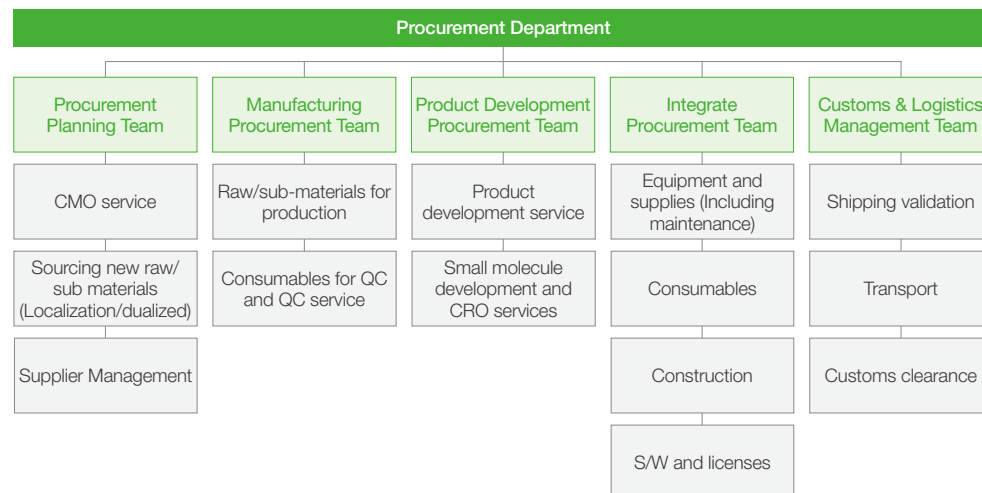 Procurement Department
Procurement
Planning Team
Manufacturing
Procurement Team
Product Development
Procurement Team
Integrate
Procurement Team
Customs & Logistics
Management Team
CMO service
Raw/sub-materials for
production
Product
development service
Equipment and
supplies (Including
maintenance)
Shipping validation
Sourcing new raw/
sub materials
(Localization/dualized)
Consumables for QC
and QC service
Small molecule
development and
CRO services
Consumables
Transport
Supplier Management
Construction
Customs clearance
S/W and licenses